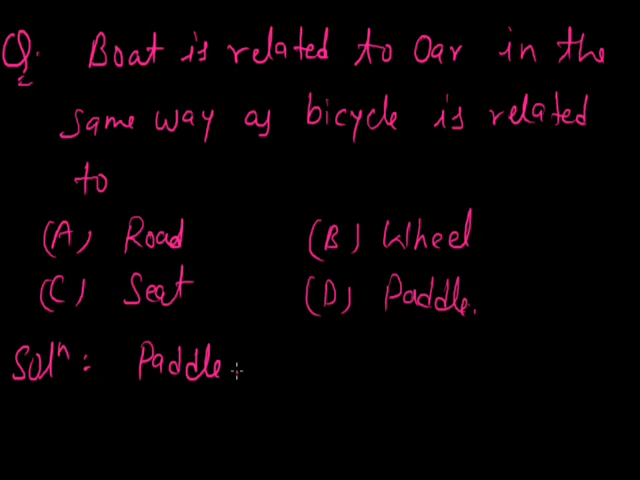 Q. Boat is related to Oar in the
same way as bicycle is related
to
(A) Road (B) Wheel
(C) Seat (D) Paddle.
Solⁿ : Paddle